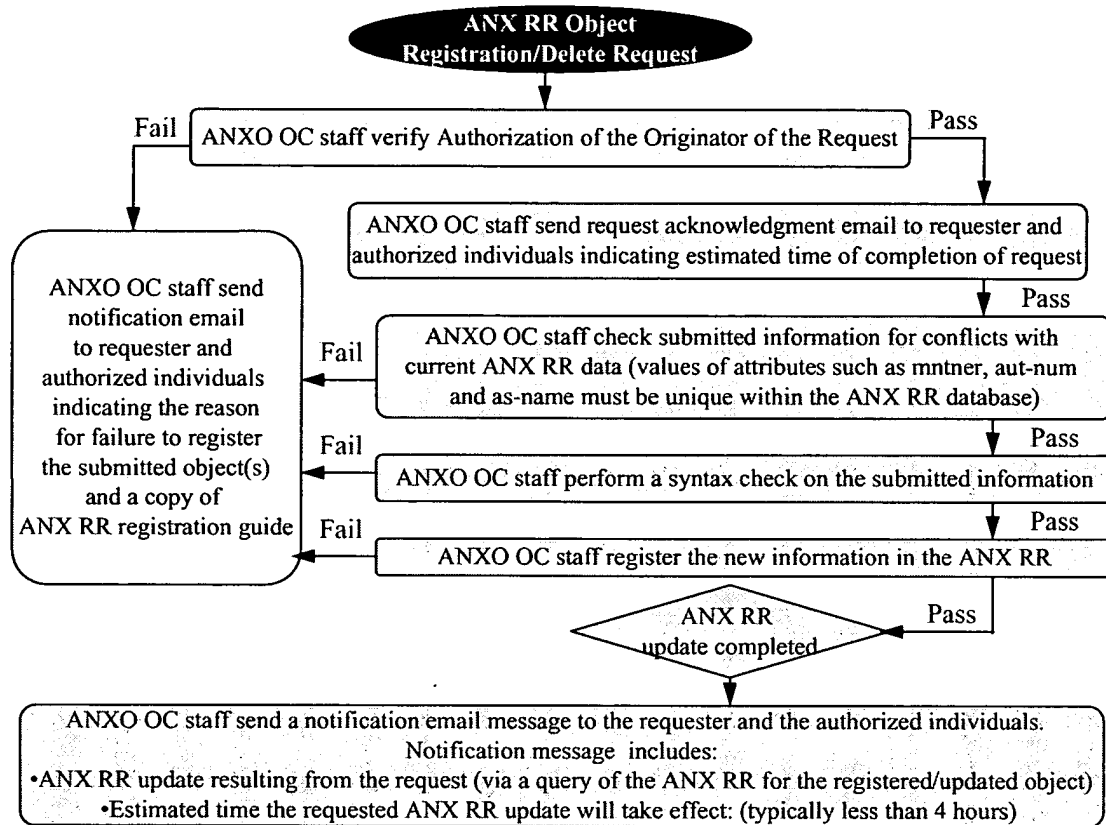 ANX RR Object
Registration/Delete Request
Fail
Pass
ANXO OC staff verify Authorization of the Originator of the Request
ANXO OC staff send request acknowledgment email to requester and
authorized individuals indicating estimated time of completion of request
Pass
ANXO OC staff send
notification email
to requester and
authorized individuals
indicating the reason
for failure to register
the submitted object(s)
and a copy of
ANX RR registration guide
Fail
ANXO OC staff check submitted information for conflicts with
current ANX RR data (values of attributes such as mntner, aut-num
and as-name must be unique within the ANX RR database)
Fail
Pass
ANXO OC staff perform a syntax check on the submitted information
Fail
Pass
ANXO OC staff register the new information in the ANX RR
Pass
ANX RR
update completed
ANXO OC staff send a notification email message to the requester and the authorized individuals.
Notification message includes:
•ANX RR update resulting from the request (via a query of the ANX RR for the registered/updated object)
•Estimated time the requested ANX RR update will take effect: (typically less than 4 hours)